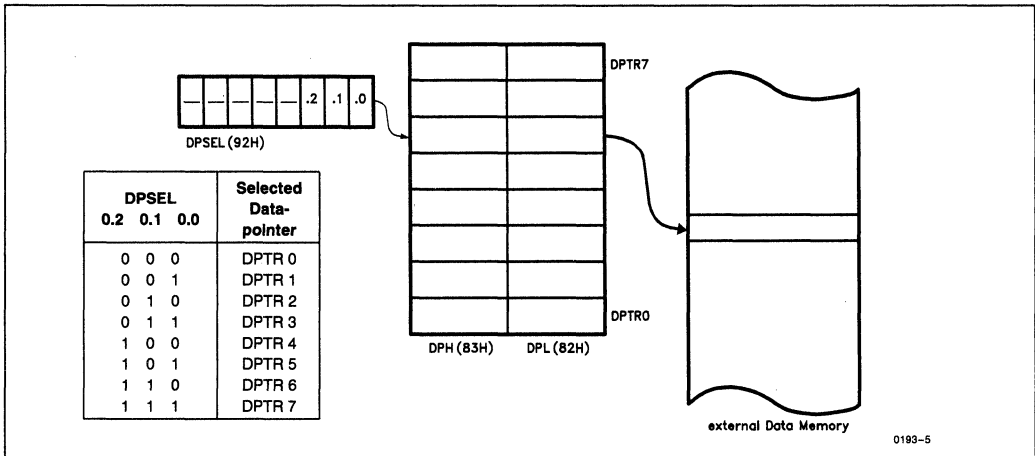 DPTR7
— — — — — .2 .1 .0
DPSEL (92H)
DPSEL
0.2 0.1 0.0
Selected
Data-
pointer
0 0 0 DPTR 0
0 0 1 DPTR 1
0 1 0 DPTR 2
0 1 1 DPTR 3
1 0 0 DPTR 4
1 0 1 DPTR 5
1 1 0 DPTR 6
1 1 1 DPTR 7
DPTR0
DPH (83H) DPL (82H)
external Data Memory
0193–5